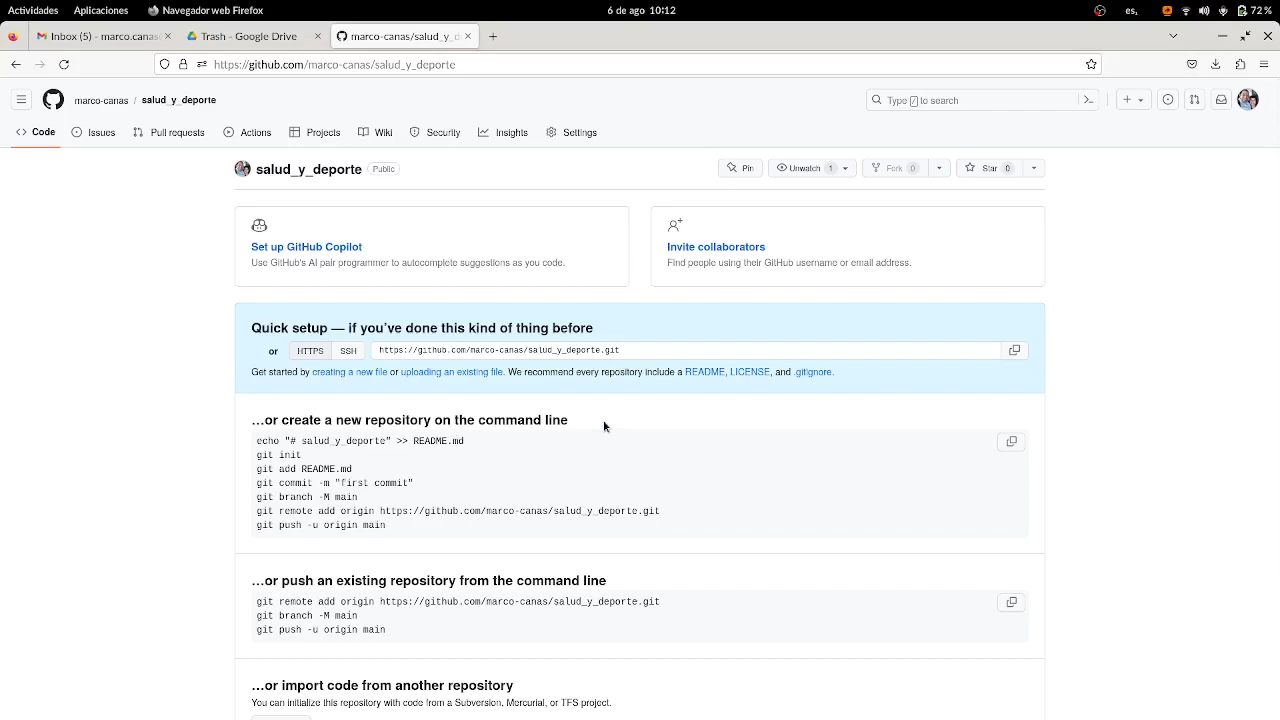 Actividades Aplicaciones Navegador web Firefox 6 de ago 10:12 es, 72 %
Inbox (5) - marco.canas Trash - Google Drive marco-canas/salud_y_d
https://github.com/marco-canas/salud_y_deporte
marco-canas / salud_y_deporte Type / to search
Code Issues Pull requests Actions Projects Wiki Security Insights Settings
salud_y_deporte Public Pin Unwatch 1 Fork 0 Star 0
Set up GitHub Copilot Invite collaborators
Use GitHub's AI pair programmer to autocomplete suggestions as you code. Find people using their GitHub username or email address.
Quick setup — if you've done this kind of thing before
or HTTPS SSH https://github.com/marco-canas/salud_y_deporte.git
Get started by creating a new file or uploading an existing file. We recommend every repository include a README, LICENSE, and .gitignore.
…or create a new repository on the command line
echo "# salud_y_deporte" >> README.md
git init
git add README.md
git commit -m "first commit"
git branch -M main
git remote add origin https://github.com/marco-canas/salud_y_deporte.git
git push -u origin main
…or push an existing repository from the command line
git remote add origin https://github.com/marco-canas/salud_y_deporte.git
git branch -M main
git push -u origin main
…or import code from another repository
You can initialize this repository with code from a Subversion, Mercurial, or TFS project.